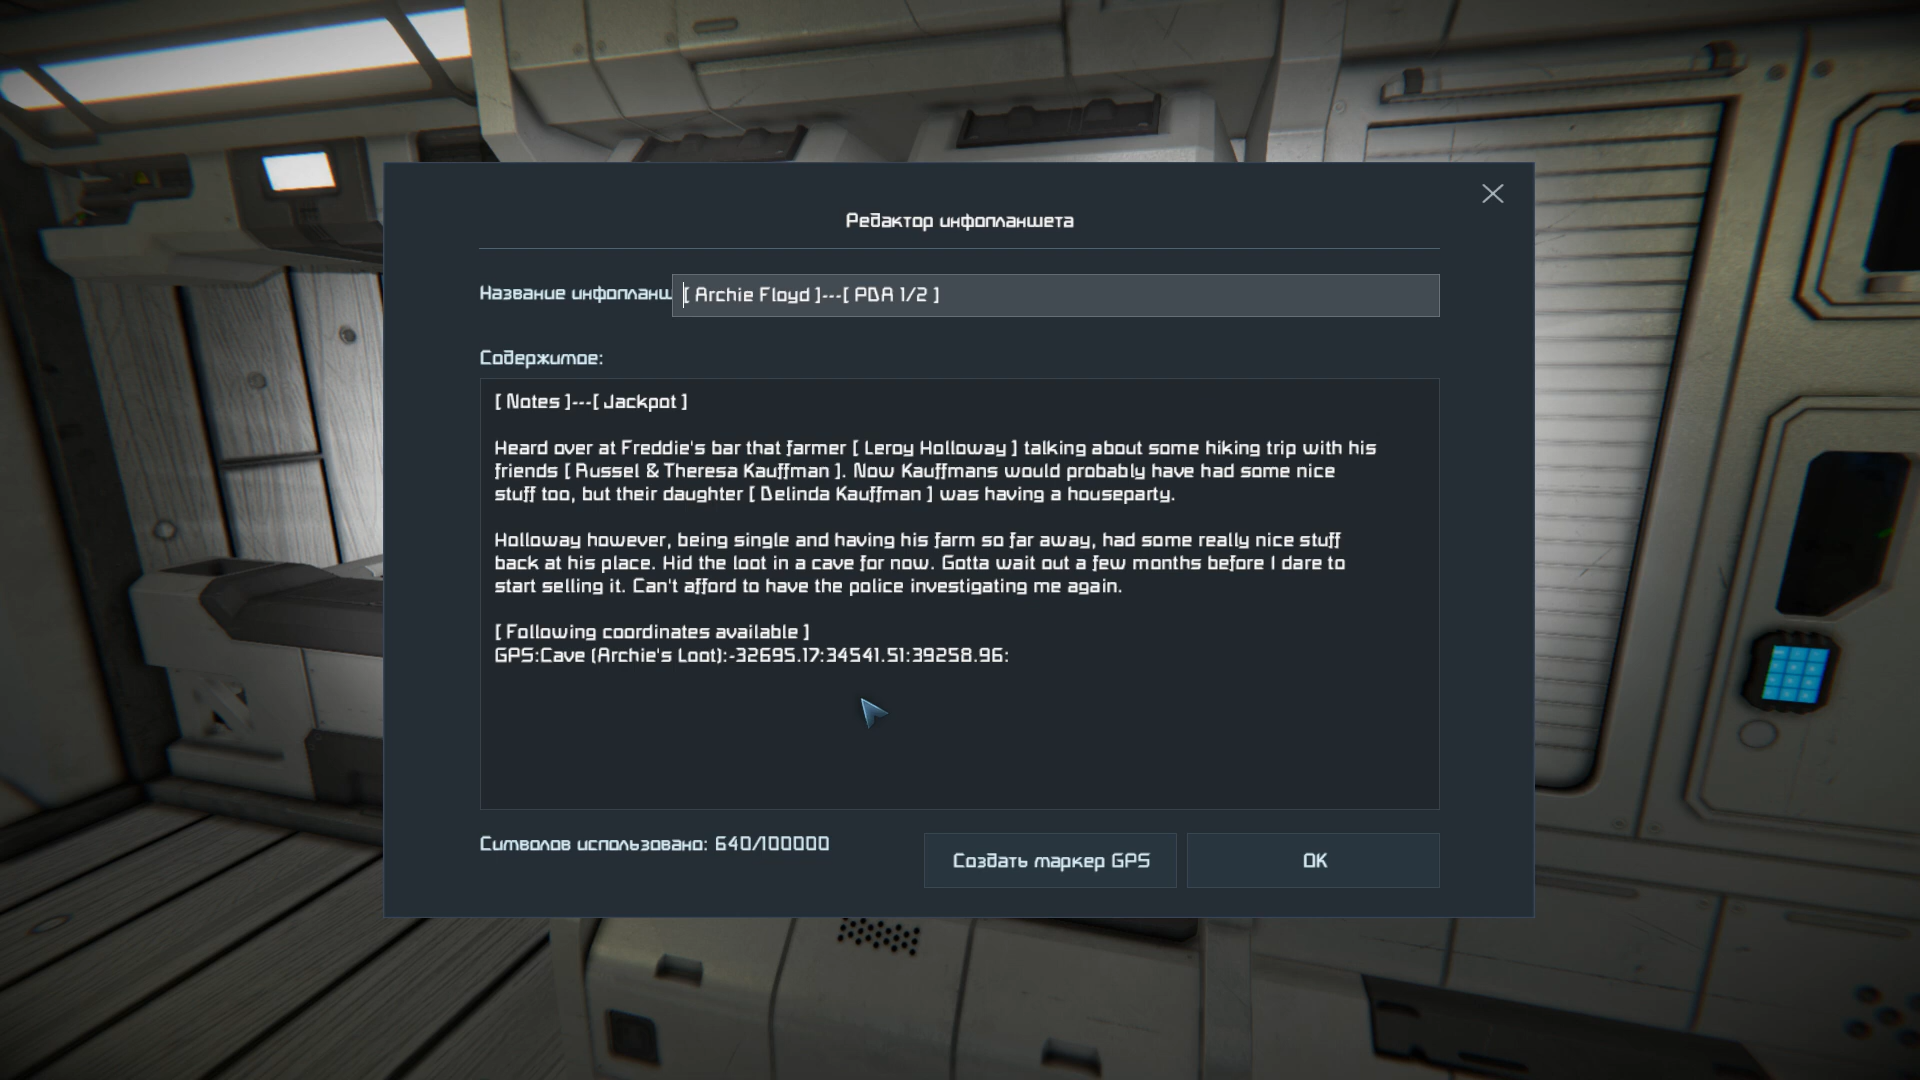 Редактор инфопланшета
Название инфопланш
[ Archie Floyd ]---[ PDA 1/2 ]
Содержимое:
[ Notes ]---[ Jackpot ]
Heard over at Freddie's bar that farmer [ Leroy Holloway ] talking about some hiking trip with his
friends [ Russel & Theresa Kauffman ]. Now Kauffmans would probably have had some nice
stuff too, but their daughter [ Delinda Kauffman ] was having a houseparty.
Holloway however, being single and having his farm so far away, had some really nice stuff
back at his place. Hid the loot in a cave for now. Gotta wait out a few months before I dare to
start selling it. Can't afford to have the police investigating me again.
[ Following coordinates available ]
GPS:Cave (Archie's Loot):-32695.17:34541.51:39258.96:
Символов использовано: 640/100000
Создать маркер GPS
OK